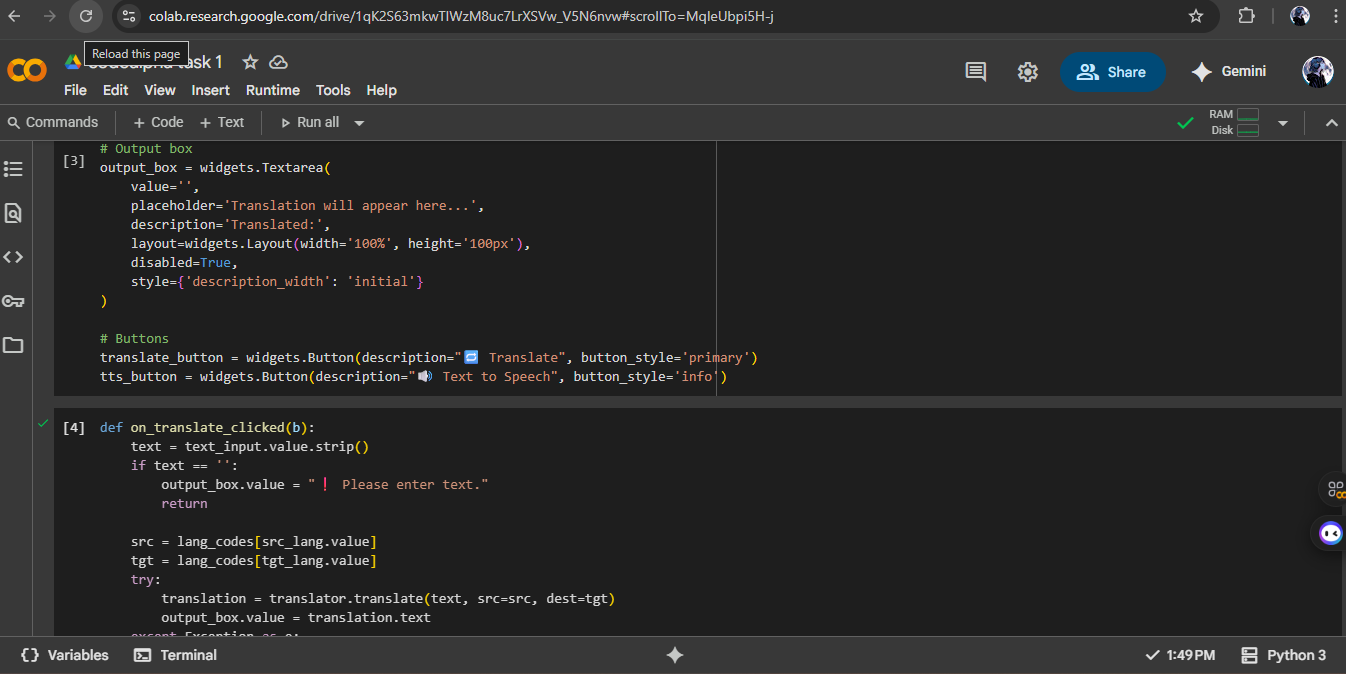 colab.research.google.com/drive/1qK2S63mkwTlWzM8uc7LrXSVw_V5N6nvw#scrollTo=MqIeUbpi5H-j
Reload this page
task 1
File Edit View Insert Runtime Tools Help
Share
Gemini
Commands + Code + Text Run all
RAM
Disk
[3]
# Output box
output_box = widgets.Textarea(
value='',
placeholder='Translation will appear here...',
description='Translated:',
layout=widgets.Layout(width='100%', height='100px'),
disabled=True,
style={'description_width': 'initial'}
)
# Buttons
translate_button = widgets.Button(description="🔁 Translate", button_style='primary')
tts_button = widgets.Button(description="🔊 Text to Speech", button_style='info')
[4] def on_translate_clicked(b):
text = text_input.value.strip()
if text == '':
output_box.value = "❗ Please enter text."
return
src = lang_codes[src_lang.value]
tgt = lang_codes[tgt_lang.value]
try:
translation = translator.translate(text, src=src, dest=tgt)
output_box.value = translation.text
except Exception as e:
Variables Terminal 1:49 PM Python 3